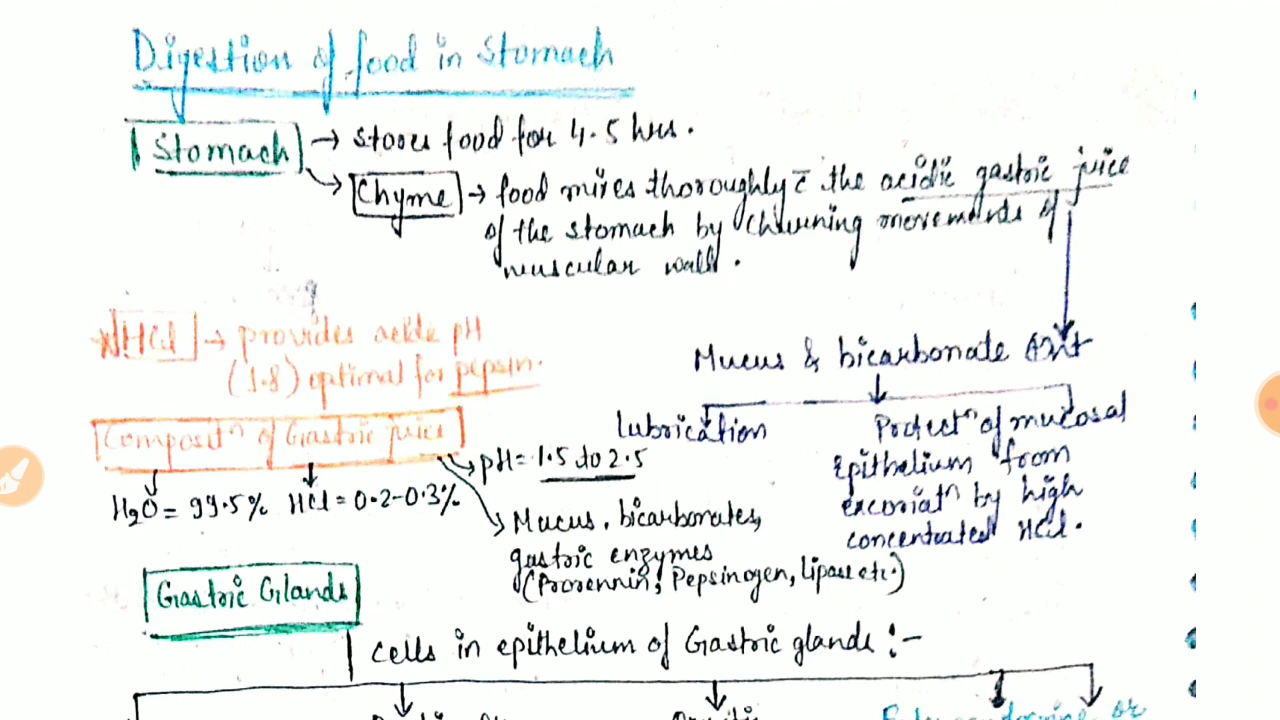 Digestion of food in stomach
Stomach → stores food for 4.5 hrs.
Chyme → food mixes thoroughly c̄ the acidic gastric juice
of the stomach by churning movements of
muscular wall.
HCl → provides acidic pH
(1.8) optimal for pepsin.
Mucus & bicarbonate
Lubrication
Protectⁿ of mucosal
Epithelium from
excoriatⁿ by high
concentrated HCl.
Compositⁿ of Gastric juice
pH = 1.5 to 2.5
H₂O = 99.5% HCl = 0.2-0.3%
Mucus, bicarbonates,
gastric enzymes
(Prorennin, Pepsinogen, lipase etc.)
Gastric Glands
cells in epithelium of Gastric glands :-